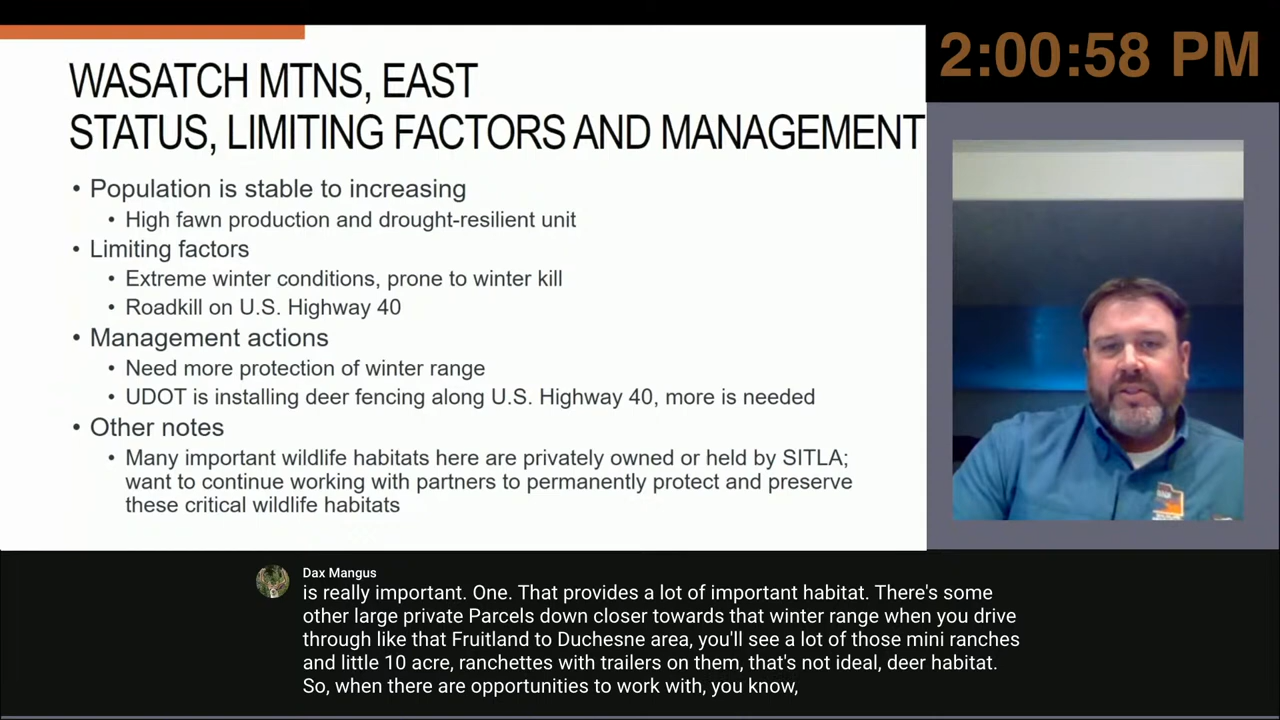 WASATCH MTNS, EAST
STATUS, LIMITING FACTORS AND MANAGEMENT
• Population is stable to increasing
• High fawn production and drought-resilient unit
• Limiting factors
• Extreme winter conditions, prone to winter kill
• Roadkill on U.S. Highway 40
• Management actions
• Need more protection of winter range
• UDOT is installing deer fencing along U.S. Highway 40, more is needed
• Other notes
• Many important wildlife habitats here are privately owned or held by SITLA;
want to continue working with partners to permanently protect and preserve
these critical wildlife habitats
2:00:58 PM
Dax Mangus
is really important. One. That provides a lot of important habitat. There's some
other large private Parcels down closer towards that winter range when you drive
through like that Fruitland to Duchesne area, you'll see a lot of those mini ranches
and little 10 acre, ranchettes with trailers on them, that's not ideal, deer habitat.
So, when there are opportunities to work with, you know,